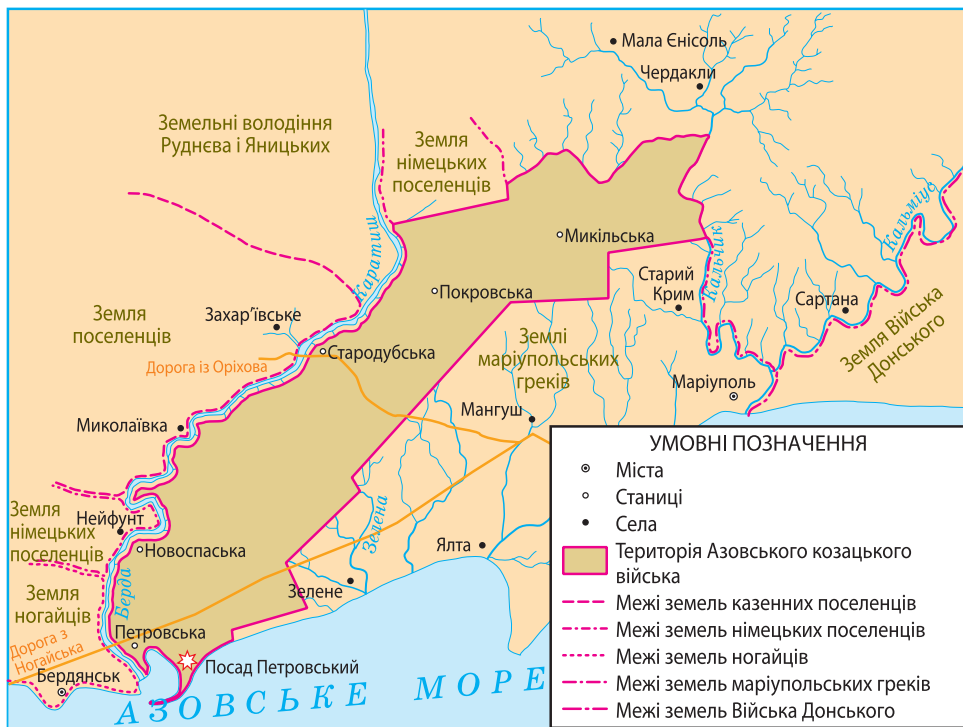 Мала Єнісоль
Чердакли
Земельні володіння
Руднєва і Яницьких
Земля
німецьких
поселенців
Каратиш
Микільська
Кальчик
Кальміус
Старий
Крим
Сартана
Земля Війська
Донського
Покровська
Захар’ївське
Земля
поселенців
Стародубська
Дорога із Оріхова
Землі
маріупольських
греків
Маріуполь
Мангуш
Миколаївка
Земля
німецьких
поселенців
Нейфунт
Новоспаська
Зелена
Ялта
Зелене
Земля
ногайців
Берда
Петровська
Дорога з
Ногайська
Бердянськ
Посад Петровський
АЗОВСЬКЕ МОРЕ
УМОВНІ ПОЗНАЧЕННЯ
Міста
Станиці
Села
Територія Азовського козацького
війська
Межі земель казенних поселенців
Межі земель німецьких поселенців
Межі земель ногайців
Межі земель маріупольських греків
Межі земель Війська Донського